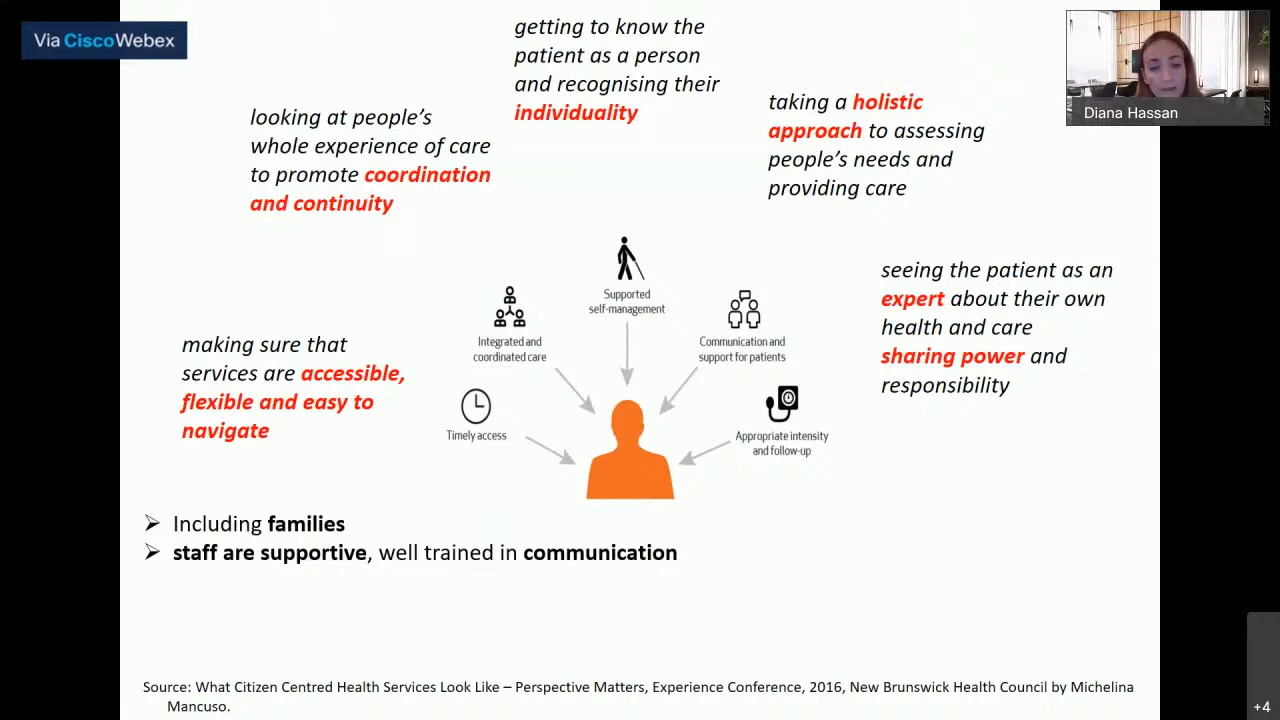 Via CiscoWebex
getting to know the
patient as a person
and recognising their
individuality
Diana Hassan
looking at people’s
whole experience of care
to promote coordination
and continuity
taking a holistic
approach to assessing
people’s needs and
providing care
seeing the patient as an
expert about their own
health and care
sharing power and
responsibility
making sure that
services are accessible,
flexible and easy to
navigate
Supported
self-management
Integrated and
coordinated care
Communication and
support for patients
Timely access
Appropriate intensity
and follow-up
➢ Including families
➢ staff are supportive, well trained in communication
Source: What Citizen Centred Health Services Look Like – Perspective Matters, Experience Conference, 2016, New Brunswick Health Council by Michelina
Mancuso.
+4